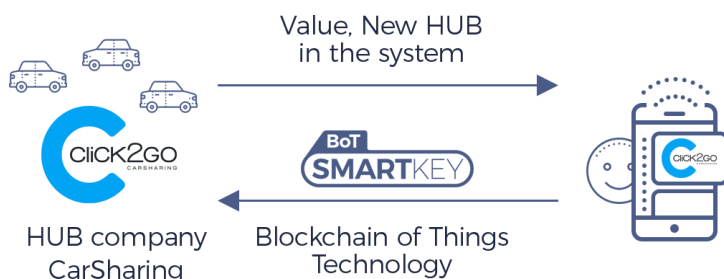 Value, New HUB
in the system
CliCK2GO
CARSHARING
BoT
SMARTKEY
CliCK2GO
HUB company
CarSharing
Blockchain of Things
Technology